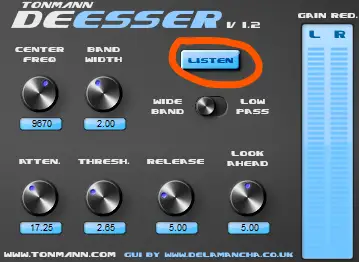 TONMANN
DEESSER V 1.2
GAIN RED.
L R
CENTER FREQ
BAND WIDTH
LISTEN
9670
2.00
WIDE BAND
LOW PASS
ATTEN.
THRESH.
RELEASE
LOOK AHEAD
17.25
2.65
5.00
5.00
WWW.TONMANN.COM GUI BY WWW.DELAMANCHA.CO.UK